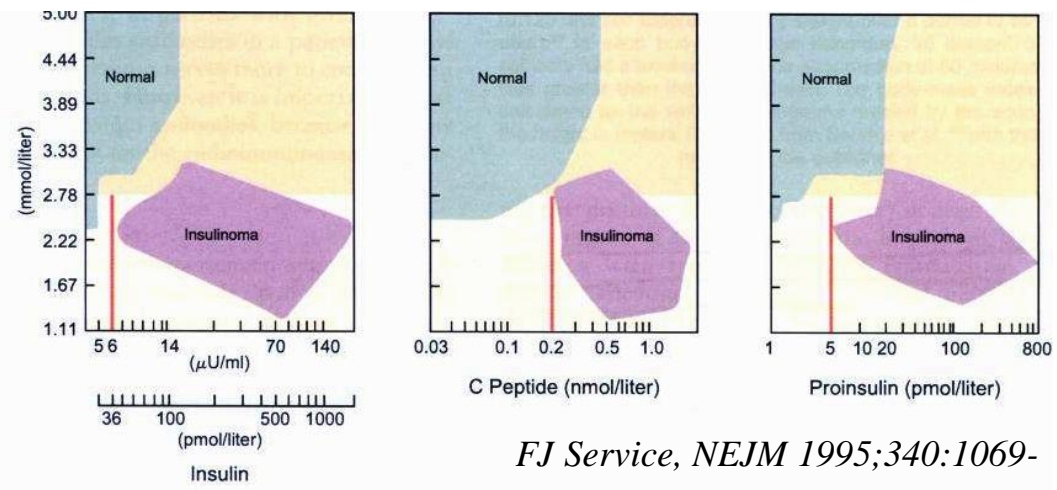 5.00
4.44
3.89
3.33
2.78
2.22
1.67
1.11
(mmol/liter)
Normal
Insulinoma
5 6 14 70 140
(μU/ml)
36 100 500 1000
(pmol/liter)
Insulin
Normal
Insulinoma
0.03 0.1 0.2 0.5 1.0
C Peptide (nmol/liter)
Normal
Insulinoma
1 5 10 20 100 800
Proinsulin (pmol/liter)
FJ Service, NEJM 1995;340:1069-